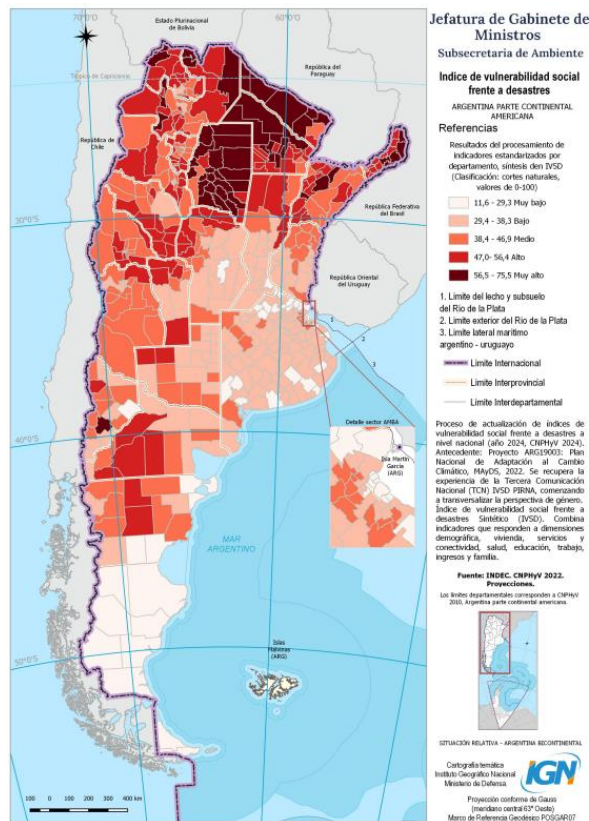 Jefatura de Gabinete de
Ministros
Subsecretaria de Ambiente
Indice de vulnerabilidad social
frente a desastres
ARGENTINA PARTE CONTINENTAL
AMERICANA
Referencias
Resultados del procesamiento de
indicadores estandarizados por
departamento, síntesis den IVSD
(Clasificación: cortes naturales,
valores de 0-100)
11,6 - 29,3 Muy bajo
29,4 - 38,3 Bajo
38,4 - 46,9 Medio
47,0- 56,4 Alto
56,5 - 75,5 Muy alto
1. Limite del lecho y subsuelo
del Rio de la Plata
2. Limite exterior del Rio de la Plata
3. Limite lateral maritimo
argentino - uruguayo
Limite Internacional
Limite Interprovincial
Limite Interdepartamental
Proceso de actualización de índices de
vulnerabilidad social frente a desastres a
nivel nacional (año 2024, CNPHyV 2024).
Antecedente: Proyecto ARG19003: Plan
Nacional de Adaptación al Cambio
Climático, MAyDS, 2022. Se recupera la
experiencia de la Tercera Comunicación
Nacional (TCN) IVSD PIRNA, comenzando
a transversalizar la perspectiva de género.
Índice de vulnerabilidad social frente a
desastres Sintético (IVSD). Combina
indicadores que responden a dimensiones
demográfica, vivienda, servicios y
conectividad, salud, educación, trabajo,
ingresos y familia.
Fuente: INDEC. CNPHyV 2022.
Proyecciones.
Los límites departamentales corresponden a CNPHyV
2010, Argentina parte continental americana.
SITUACIÓN RELATIVA - ARGENTINA BICONTINENTAL
Cartografía temática
Instituto Geográfico Nacional
Ministerio de Defensa
IGN
Proyección conforme de Gauss
(meridiano central 63° Oeste)
Marco de Referencia Geodésico POSGAR07
70°0'O
60°0'O
Estado Plurinacional
de Bolivia
República del
Paraguay
Trópico de Capricornio
República
de Chile
República Federativa
del Brasil
30°0'S
República Oriental
del Uruguay
1
2
3
40°0'S
Detalle sector AMBA
Isla Martín
García
(ARG)
MAR
ARGENTINO
50°0'S
Islas
Malvinas
(ARG)
100 0 100 200 300 400 km